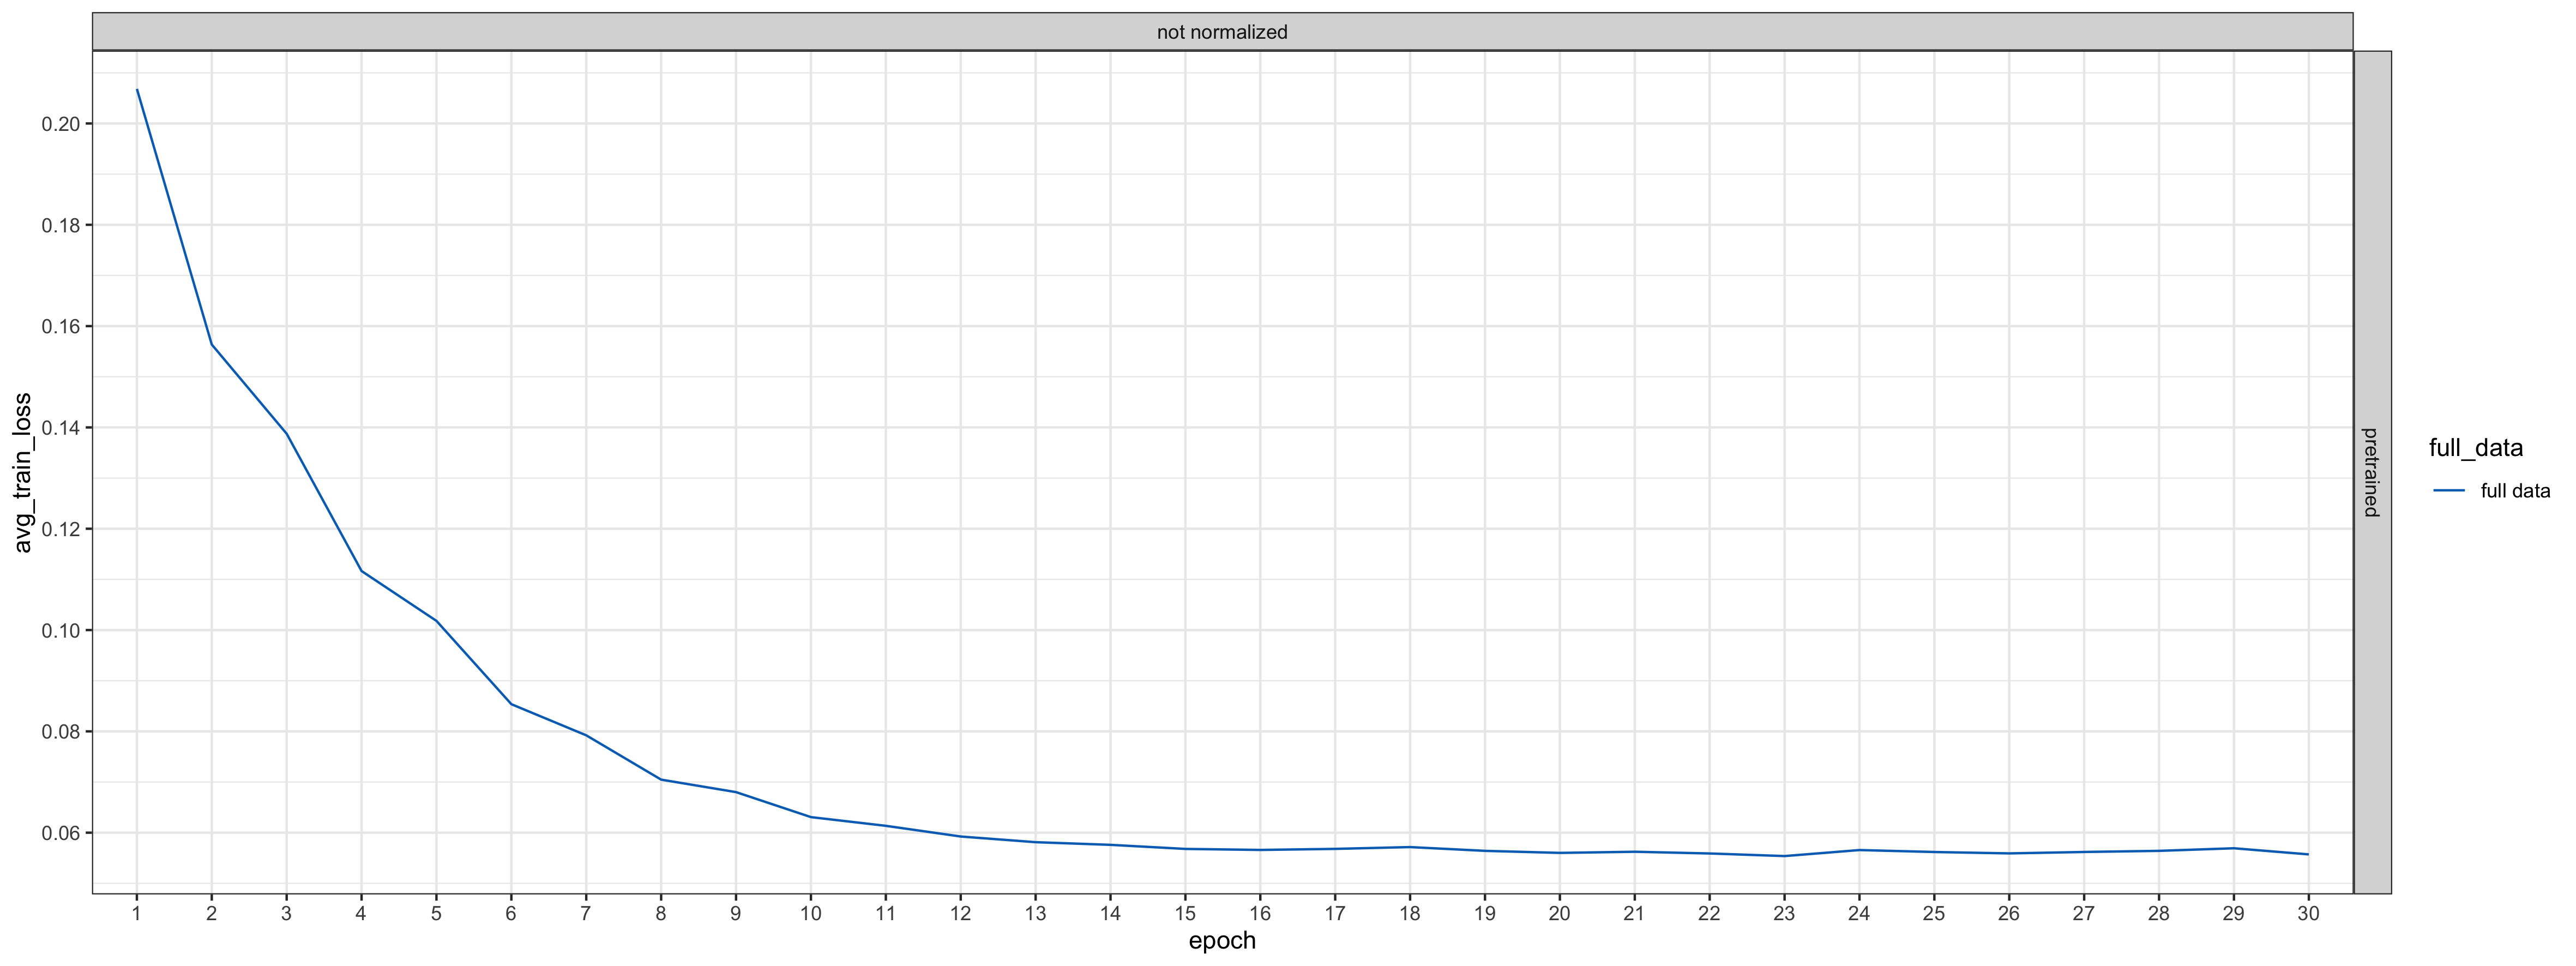 not normalized
0.20
0.18
0.16
0.14
0.12
0.10
0.08
0.06
avg_train_loss
1 2 3 4 5 6 7 8 9 10 11 12 13 14 15 16 17 18 19 20 21 22 23 24 25 26 27 28 29 30
epoch
pretrained
full_data
full data